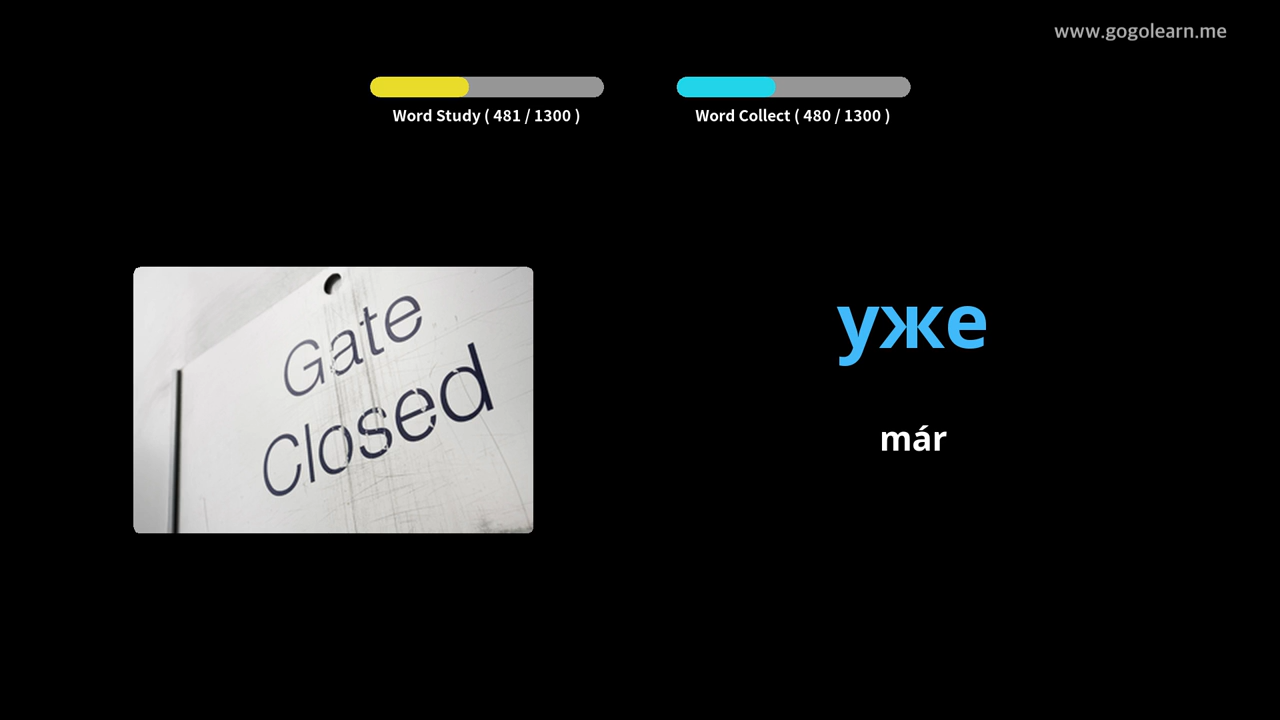 www.gogolearn.me
Word Study ( 481 / 1300 )
Word Collect ( 480 / 1300 )
Gate
Closed
уже
már